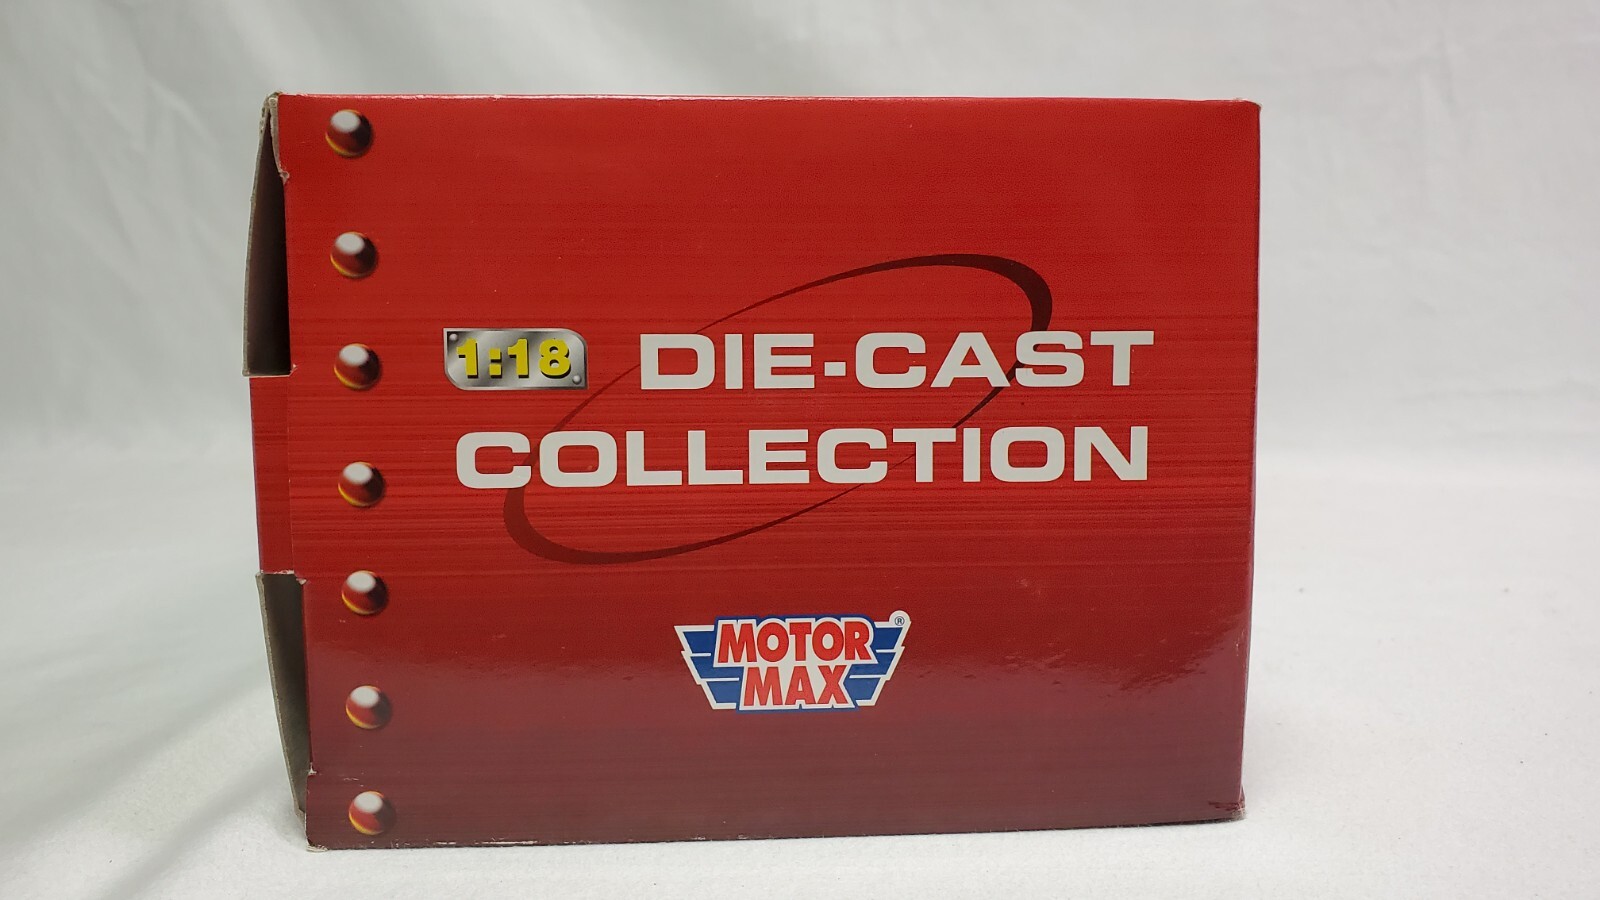 1:18 DIE-CAST
COLLECTION
MOTOR ®
MAX